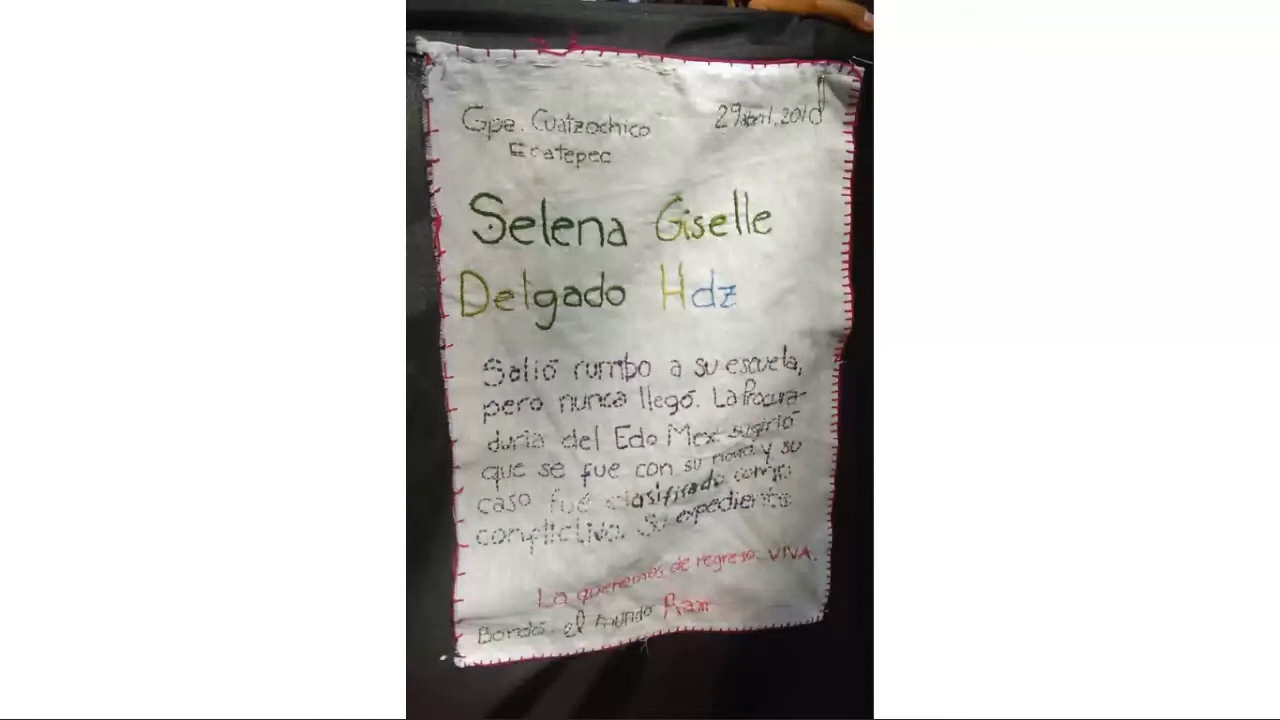 Gpe. Cuatzochico 29 abril, 2010
Ecatepec
Selena Giselle
Delgado Hdz
Salió rumbo a su escuela,
pero nunca llegó. La Procura-
duria del Edo Mex sugirió
que se fue con su novio y su
caso fue clasificado como
conflictivo. Su expediente
La queremos de regreso. VIVA.
Bordó: el mundo